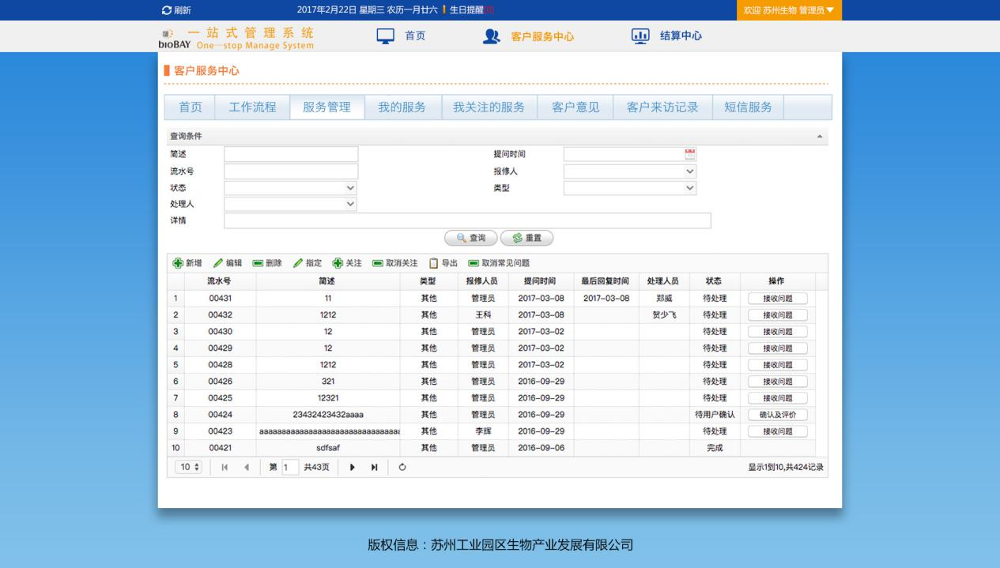 刷新 2017年2月22日 星期三 农历一月廿六 生日提醒[0] 欢迎 苏州生物 管理员
bioBAY 一站式管理系统 首页 客户服务中心 结算中心
One—stop Manage System
客户服务中心
首页 工作流程 服务管理 我的服务 我关注的服务 客户意见 客户来访记录 短信服务
查询条件
简述 提问时间
流水号 报修人
状态 类型
处理人
详情
查询 重置
新增 编辑 删除 指定 关注 取消关注 导出 取消常见问题
流水号 简述 类型 报修人员 提问时间 最后回复时间 处理人员 状态 操作
1 00431 11 其他 管理员 2017-03-08 2017-03-08 郑威 待处理 接收问题
2 00432 1212 其他 王科 2017-03-08 贺少飞 待处理 接收问题
3 00430 12 其他 管理员 2017-03-02 待处理 接收问题
4 00429 12 其他 管理员 2017-03-02 待处理 接收问题
5 00428 1212 其他 管理员 2017-03-02 待处理 接收问题
6 00426 321 其他 管理员 2016-09-29 待处理 接收问题
7 00425 12321 其他 管理员 2016-09-29 待处理 接收问题
8 00424 23432423432aaaa 其他 管理员 2016-09-29 待用户确认 确认及评价
9 00423 aaaaaaaaaaaaaaaaaaaaaaaaaaaaaaaa 其他 李辉 2016-09-29 待处理 接收问题
10 00421 sdfsaf 其他 管理员 2016-09-06 完成
10 第 1 共43页 显示1到10,共424记录
版权信息：苏州工业园区生物产业发展有限公司